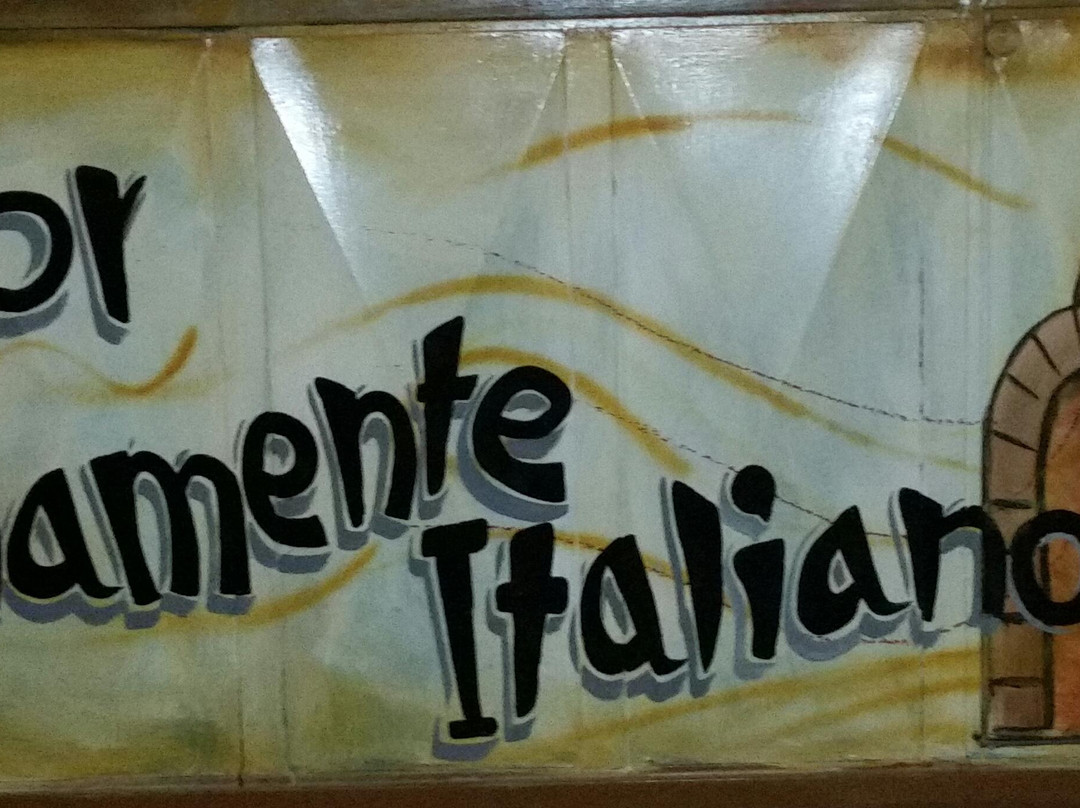 or
amente
Italiano